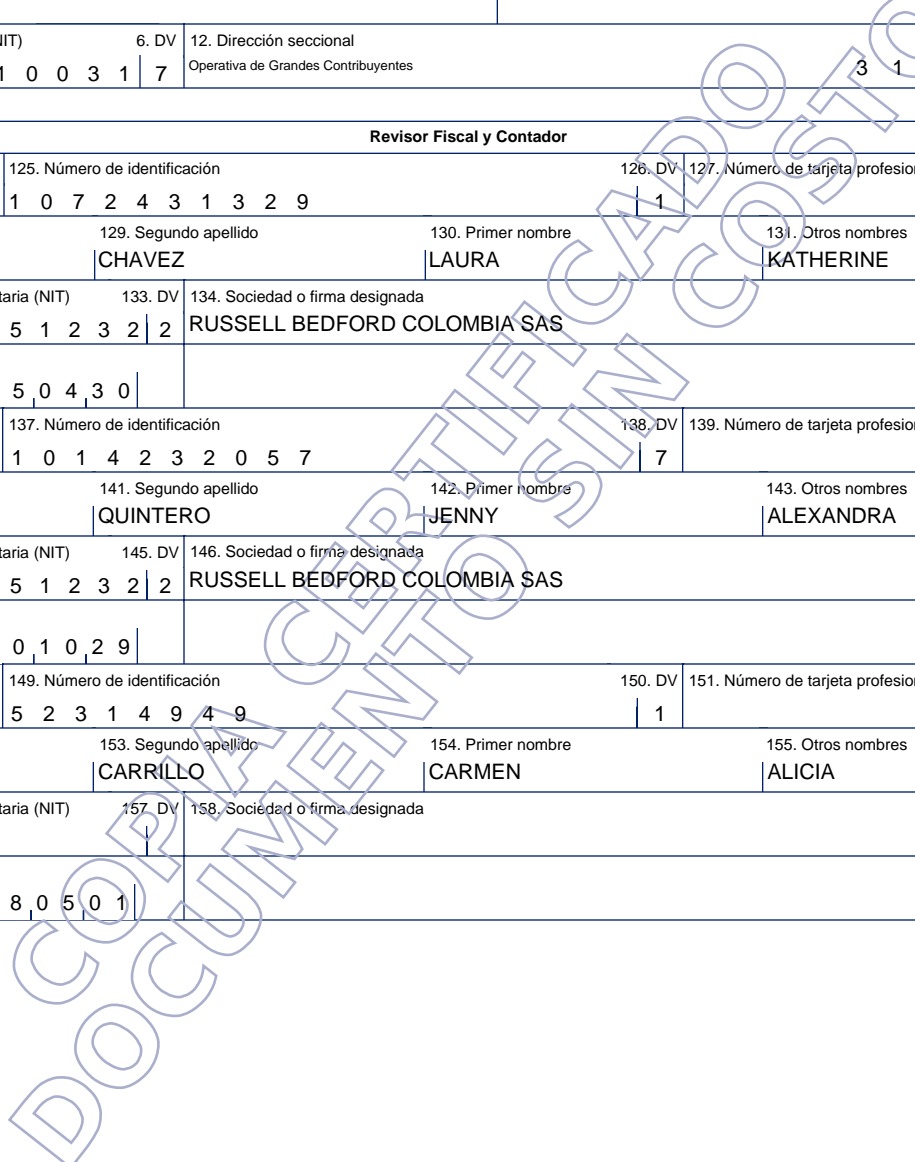 NIT) 6. DV 12. Dirección seccional
1 0 0 3 1 7 Operativa de Grandes Contribuyentes 3 1
Revisor Fiscal y Contador
125. Número de identificación 126. DV 127. Número de tarjeta profesion
1 0 7 2 4 3 1 3 2 9 1
129. Segundo apellido 130. Primer nombre 131. Otros nombres
CHAVEZ LAURA KATHERINE
taria (NIT) 133. DV 134. Sociedad o firma designada
5 1 2 3 2 2 RUSSELL BEDFORD COLOMBIA SAS
5 0 4 3 0
137. Número de identificación 138. DV 139. Número de tarjeta profesion
1 0 1 4 2 3 2 0 5 7 7
141. Segundo apellido 142. Primer nombre 143. Otros nombres
QUINTERO JENNY ALEXANDRA
taria (NIT) 145. DV 146. Sociedad o firma designada
5 1 2 3 2 2 RUSSELL BEDFORD COLOMBIA SAS
0 1 0 2 9
149. Número de identificación 150. DV 151. Número de tarjeta profesion
5 2 3 1 4 9 4 9 1
153. Segundo apellido 154. Primer nombre 155. Otros nombres
CARRILLO CARMEN ALICIA
taria (NIT) 157. DV 158. Sociedad o firma designada
8 0 5 0 1
COPIA CERTIFICADO
DOCUMENTO SIN COSTO